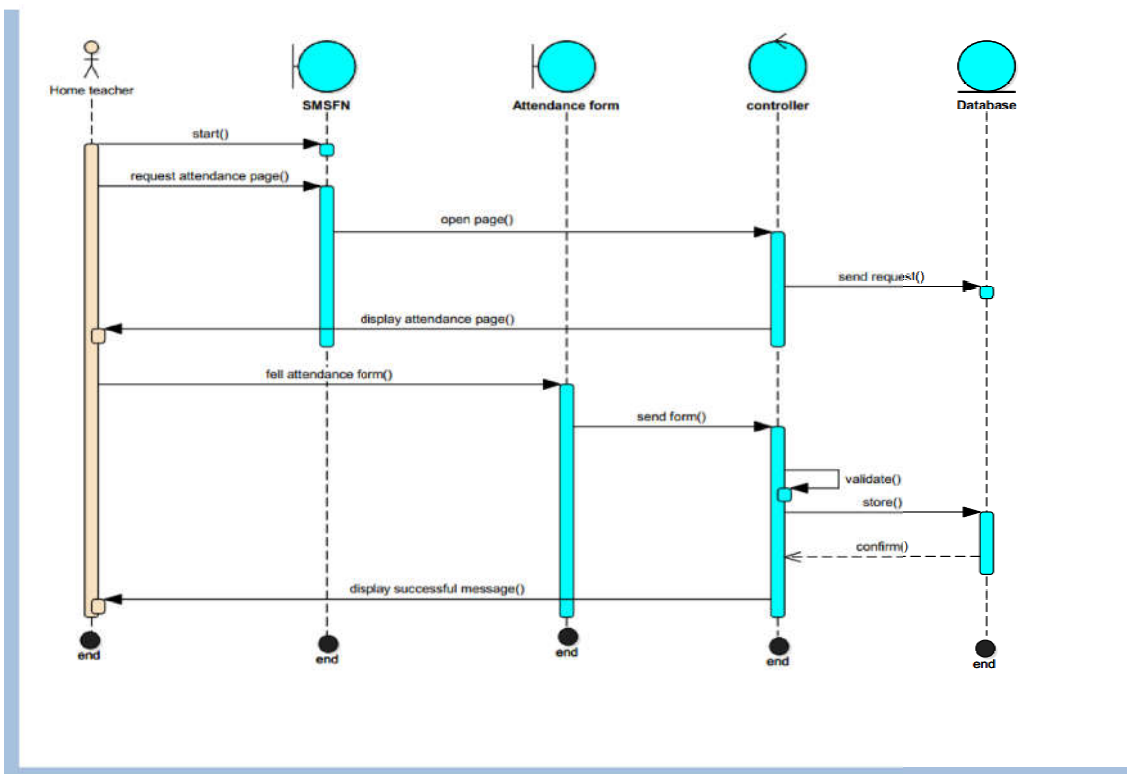 Home teacher
SMSFN
Attendance form
controller
Database
start()
request attendance page()
open page()
send request()
display attendance page()
fell attendance form()
send form()
validate()
store()
confirm()
display successful message()
end
end
end
end
end